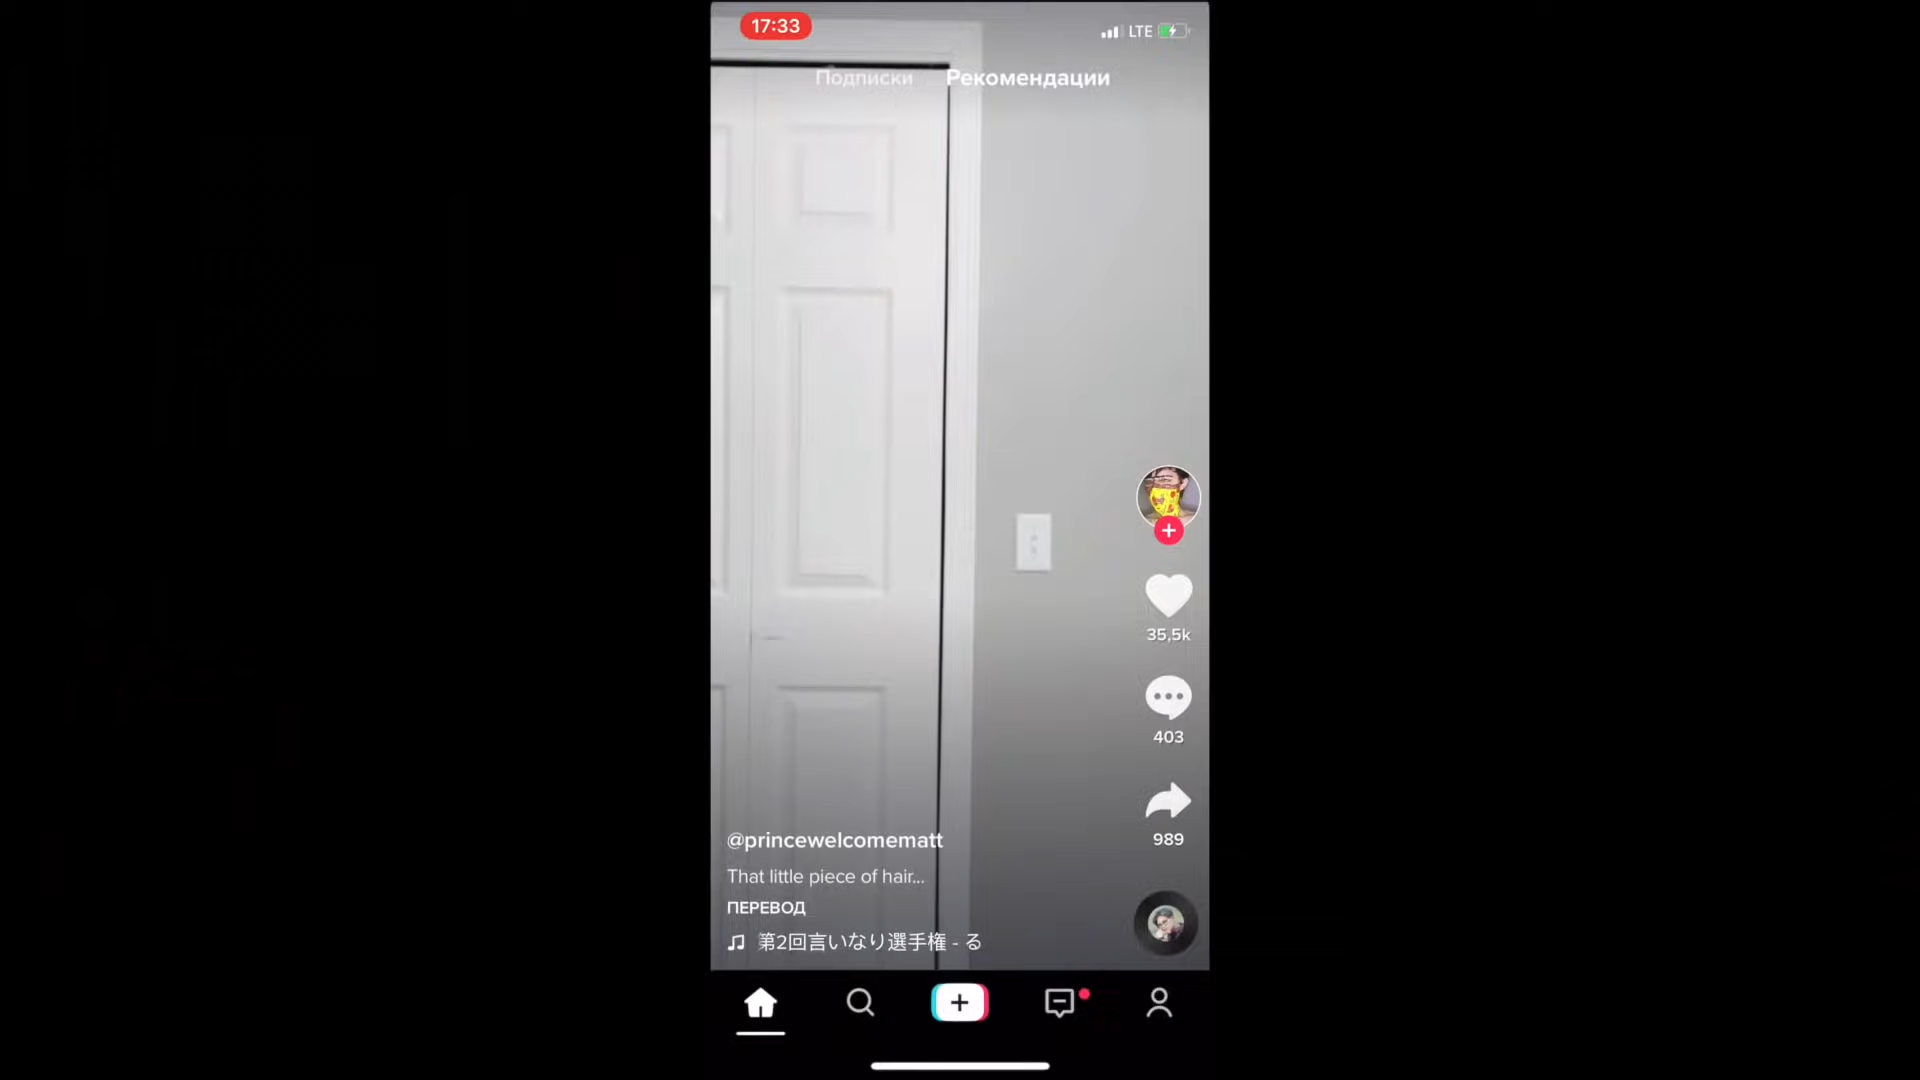 17:33
LTE
Подписки Рекомендации
35,5k
403
989
@princewelcomematt
That little piece of hair...
ПЕРЕВОД
第2回言いなり選手権 - る